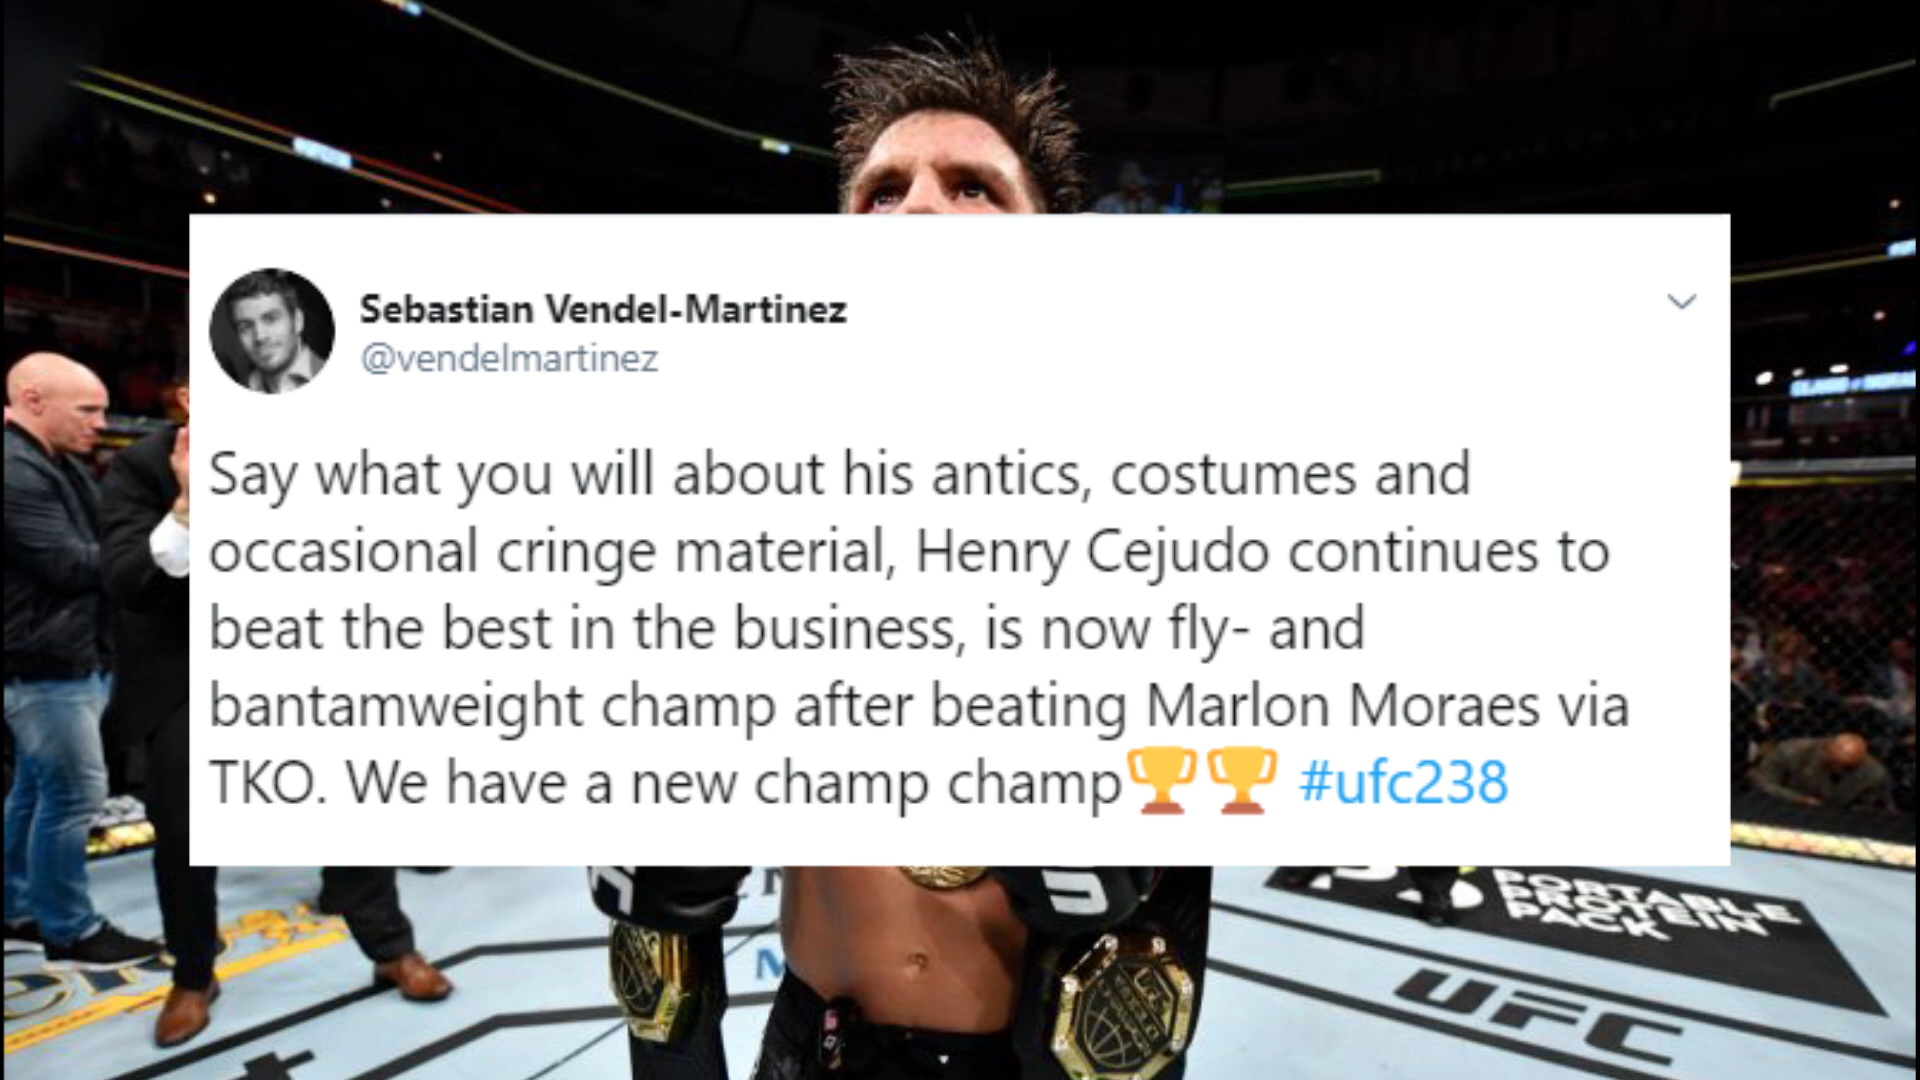 Sebastian Vendel-Martinez
@vendelmartinez
Say what you will about his antics, costumes and
occasional cringe material, Henry Cejudo continues to
beat the best in the business, is now fly- and
bantamweight champ after beating Marlon Moraes via
TKO. We have a new champ champ🏆🏆 #ufc238
PORTABLE
PROTEIN
PACK
UFC